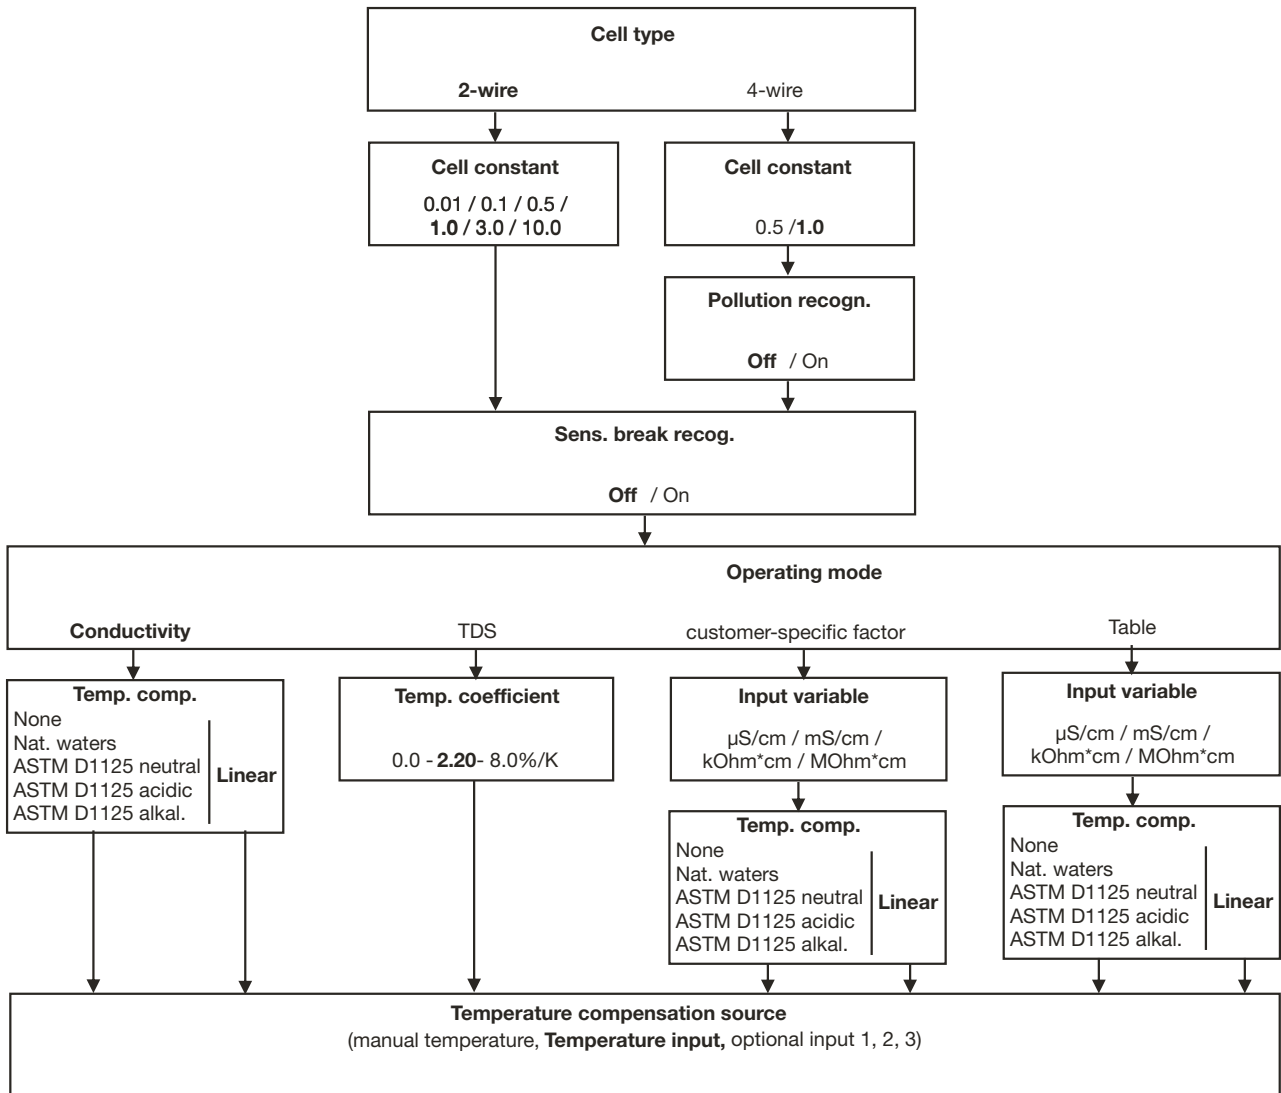 Cell type
2-wire
4-wire
Cell constant
0.01 / 0.1 / 0.5 /
1.0 / 3.0 / 10.0
Cell constant
0.5 /1.0
Pollution recogn.
Off / On
Sens. break recog.
Off / On
Operating mode
Conductivity
TDS
customer-specific factor
Table
Temp. comp.
None
Nat. waters
ASTM D1125 neutral
ASTM D1125 acidic
ASTM D1125 alkal.
Linear
Temp. coefficient
0.0 - 2.20- 8.0%/K
Input variable
µS/cm / mS/cm /
kOhm*cm / MOhm*cm
Temp. comp.
None
Nat. waters
ASTM D1125 neutral
ASTM D1125 acidic
ASTM D1125 alkal.
Linear
Input variable
µS/cm / mS/cm /
kOhm*cm / MOhm*cm
Temp. comp.
None
Nat. waters
ASTM D1125 neutral
ASTM D1125 acidic
ASTM D1125 alkal.
Linear
Temperature compensation source
(manual temperature, Temperature input, optional input 1, 2, 3)